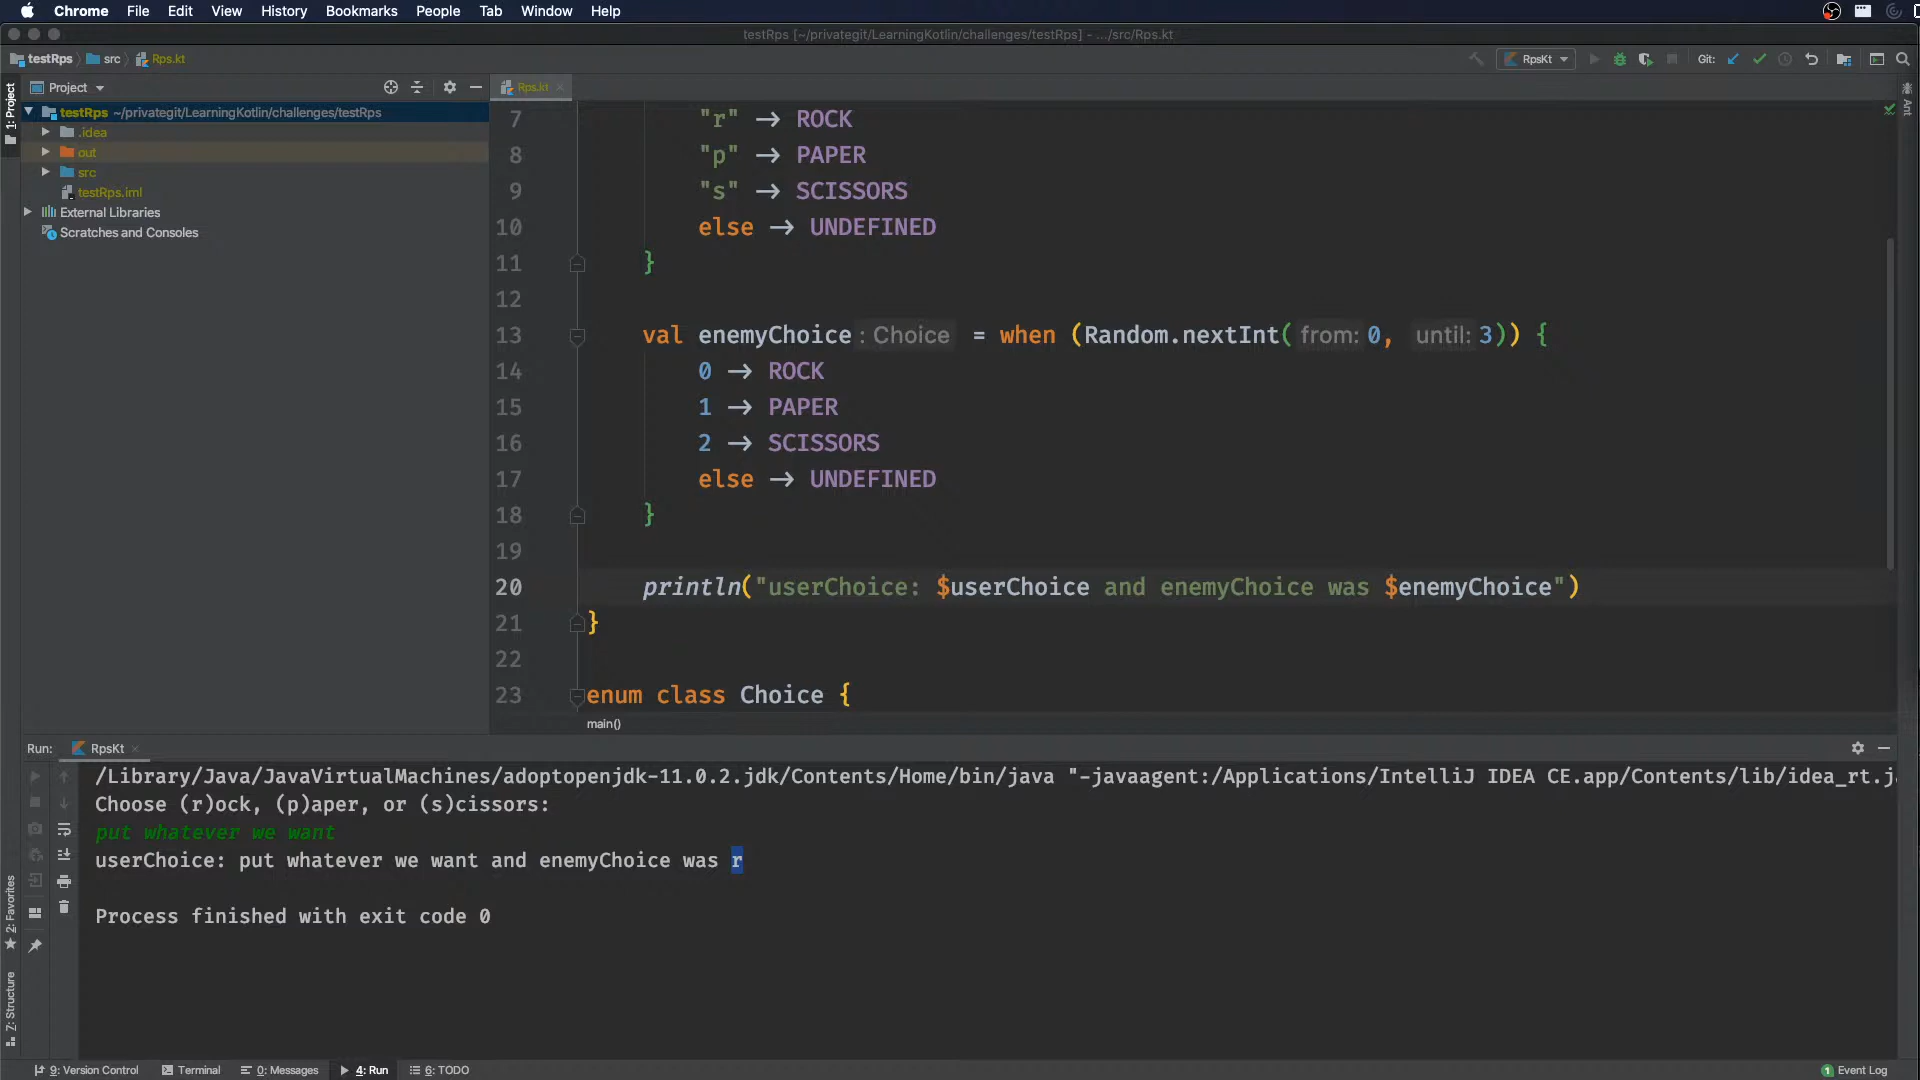 Chrome File Edit View History Bookmarks People Tab Window Help
testRps [~/privategit/LearningKotlin/challenges/testRps] - .../src/Rps.kt
testRps src Rps.kt
RpsKt Git:
Project
Rps.kt
1: Project
Ant
testRps ~/privategit/LearningKotlin/challenges/testRps
.idea
out
src
testRps.iml
External Libraries
Scratches and Consoles
7 "r" → ROCK
8 "p" → PAPER
9 "s" → SCISSORS
10 else → UNDEFINED
11 }
12
13 val enemyChoice : Choice = when (Random.nextInt( from: 0, until: 3)) {
14 0 → ROCK
15 1 → PAPER
16 2 → SCISSORS
17 else → UNDEFINED
18 }
19
20 println("userChoice: $userChoice and enemyChoice was $enemyChoice")
21 }
22
23 enum class Choice {
main()
Run: RpsKt
/Library/Java/JavaVirtualMachines/adoptopenjdk-11.0.2.jdk/Contents/Home/bin/java "-javaagent:/Applications/IntelliJ IDEA CE.app/Contents/lib/idea_rt.j
Choose (r)ock, (p)aper, or (s)cissors:
put whatever we want
userChoice: put whatever we want and enemyChoice was r
Process finished with exit code 0
2: Favorites
Z: Structure
9: Version Control Terminal 0: Messages 4: Run 6: TODO
1 Event Log